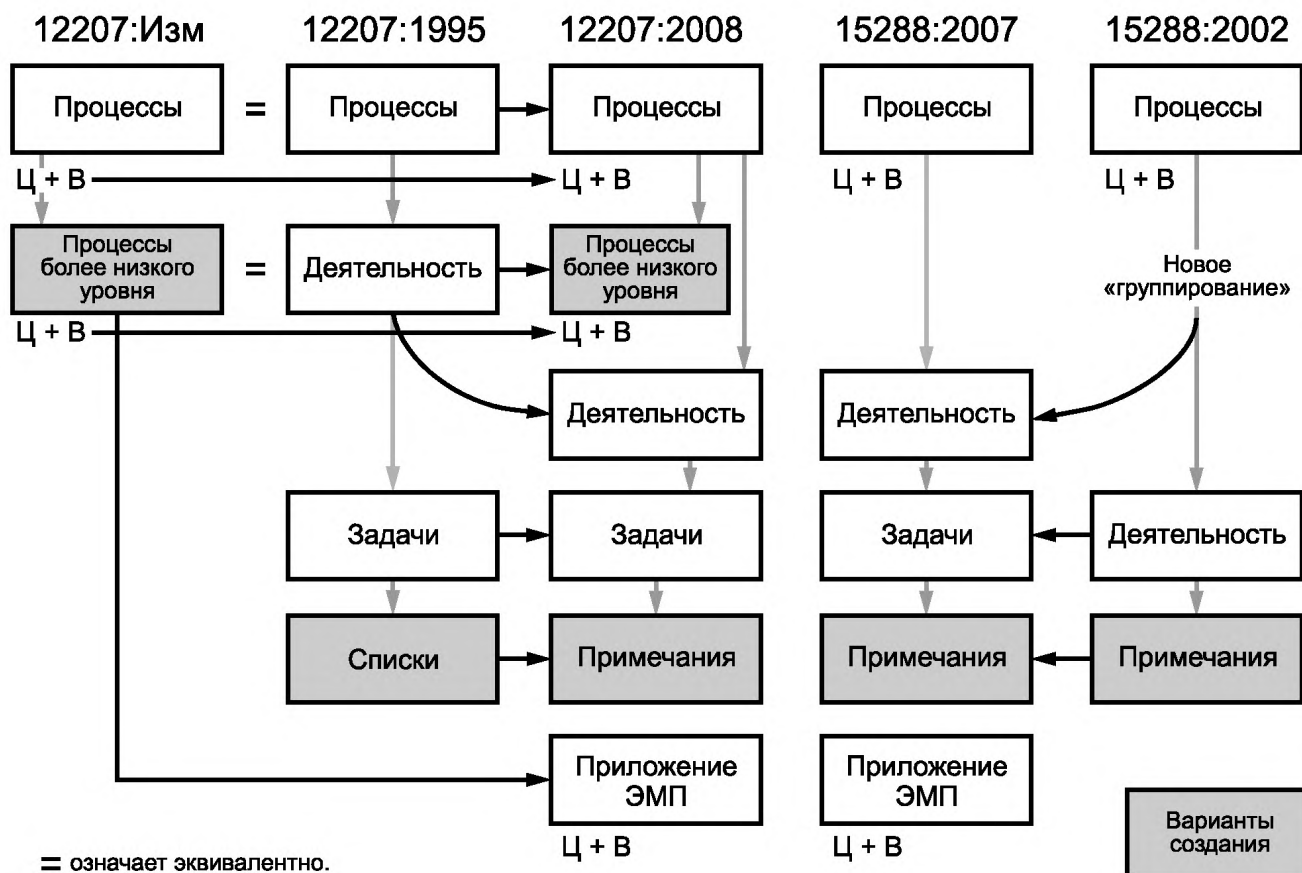 12207:Изм 12207:1995 12207:2008 15288:2007 15288:2002
Процессы = Процессы Процессы Процессы Процессы
Ц + В Ц + В Ц + В Ц + В
Процессы
более низкого
уровня
=
Деятельность
Процессы
более низкого
уровня
Новое
«группирование»
Ц + В Ц + В
Деятельность Деятельность
Задачи Задачи Задачи Деятельность
Списки Примечания Примечания Примечания
Приложение
ЭМП
Приложение
ЭМП
Ц + В Ц + В
Варианты
создания
= означает эквивалентно.